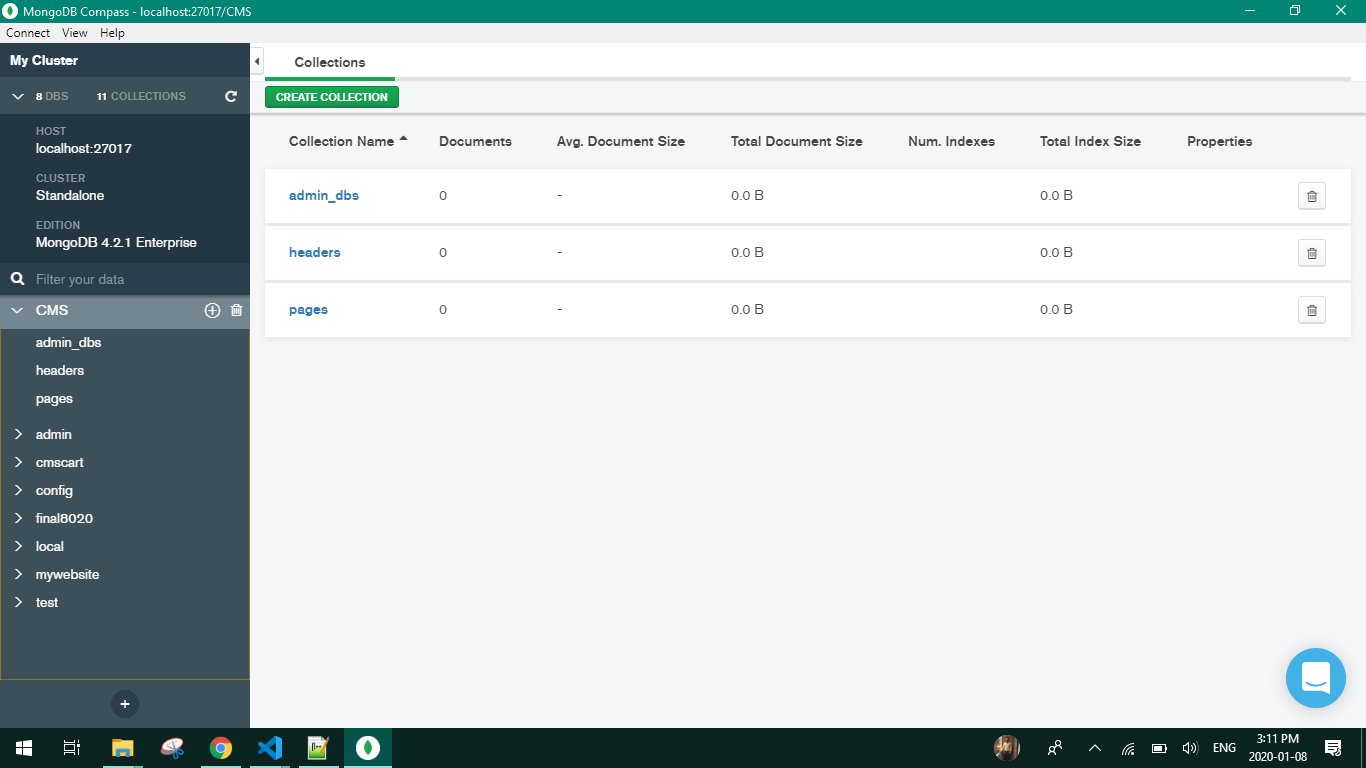 MongoDB Compass - localhost:27017/CMS
Connect View Help
My Cluster
8 DBS 11 COLLECTIONS
HOST
localhost:27017
CLUSTER
Standalone
EDITION
MongoDB 4.2.1 Enterprise
Filter your data
CMS
admin_dbs
headers
pages
admin
cmscart
config
final8020
local
mywebsite
test
+
Collections
CREATE COLLECTION
Collection Name Documents Avg. Document Size Total Document Size Num. Indexes Total Index Size Properties
admin_dbs 0 - 0.0 B 0.0 B
headers 0 - 0.0 B 0.0 B
pages 0 - 0.0 B 0.0 B
ENG
3:11 PM
2020-01-08